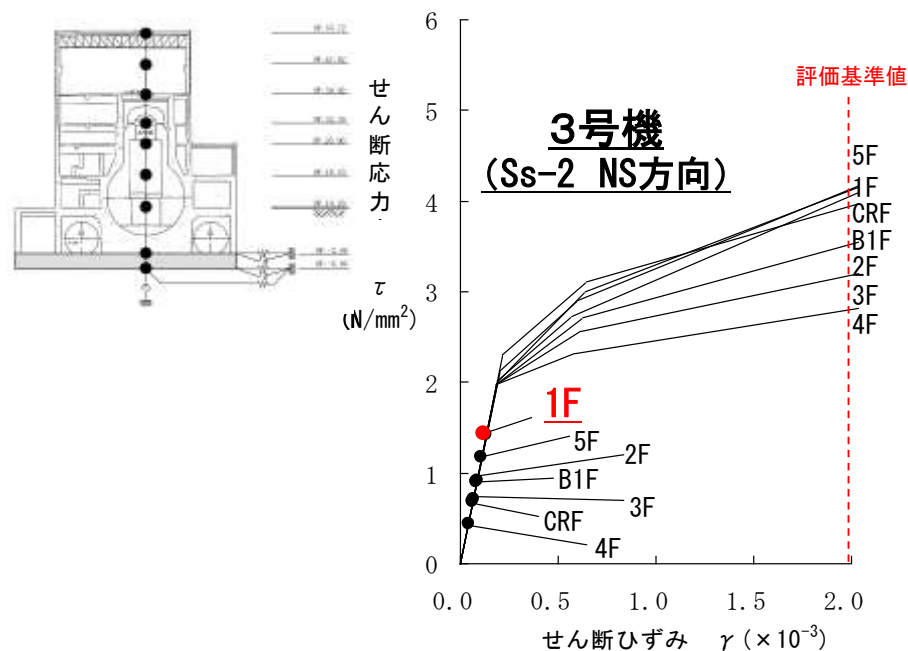 せん断応力
τ
(N/mm²)
6
5
4
3
2
1
0
0.0
0.5
1.0
1.5
2.0
せん断ひずみ γ (×10⁻³)
3号機
(Ss-2 NS方向)
評価基準値
5F
1F
CRF
B1F
2F
3F
4F
1F
5F
2F
B1F
3F
CRF
4F